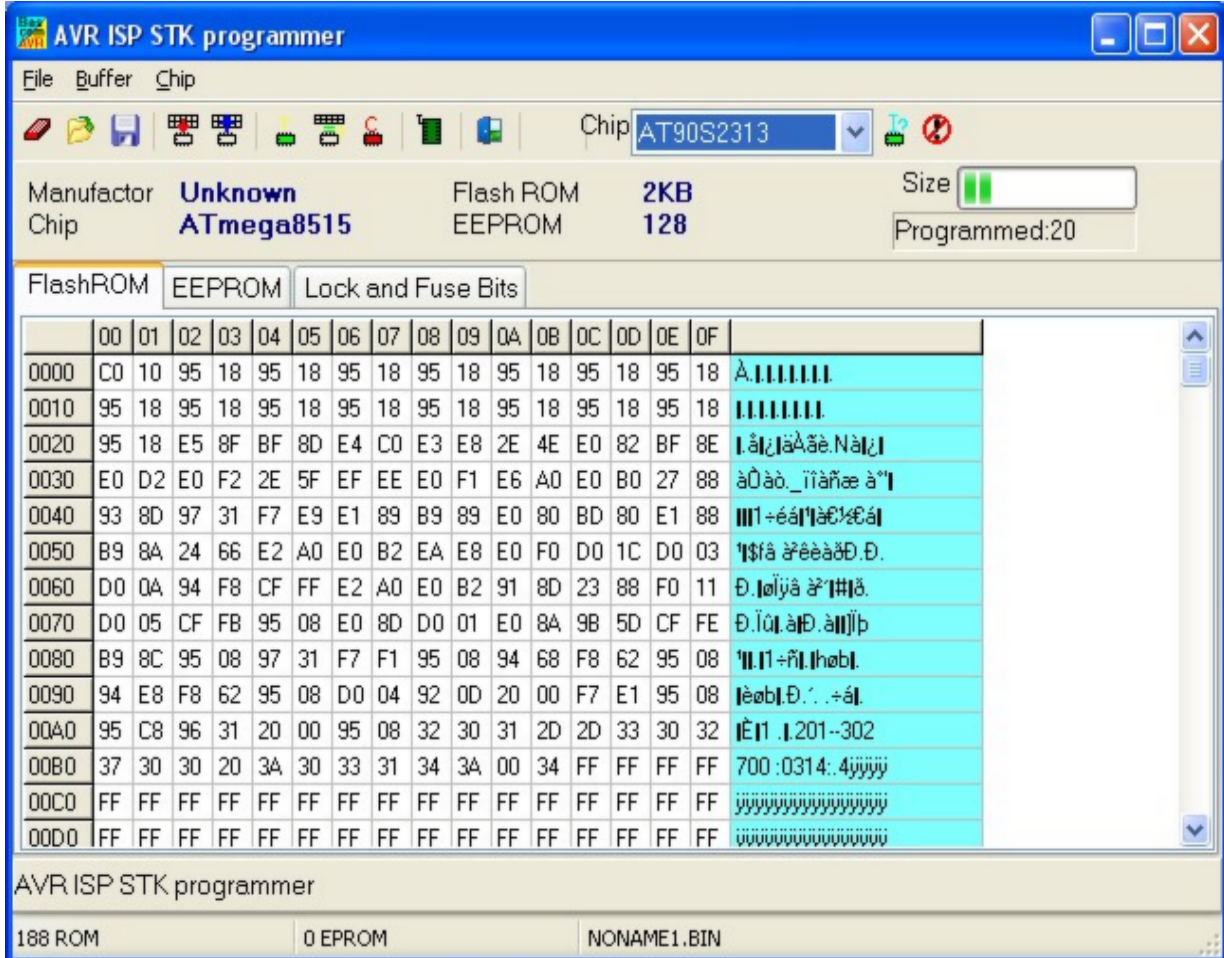 AVR ISP STK programmer
File Buffer Chip
Chip AT90S2313
Manufactor Unknown Flash ROM 2KB Size
Chip ATmega8515 EEPROM 128 Programmed:20
FlashROM EEPROM Lock and Fuse Bits
00 01 02 03 04 05 06 07 08 09 0A 0B 0C 0D 0E 0F
0000 C0 10 95 18 95 18 95 18 95 18 95 18 95 18 95 18
0010 95 18 95 18 95 18 95 18 95 18 95 18 95 18 95 18
0020 95 18 E5 8F BF 8D E4 C0 E3 E8 2E 4E E0 82 BF 8E
0030 E0 D2 E0 F2 2E 5F EF EE E0 F1 E6 A0 E0 B0 27 88
0040 93 8D 97 31 F7 E9 E1 89 B9 89 E0 80 BD 80 E1 88
0050 B9 8A 24 66 E2 A0 E0 B2 EA E8 E0 F0 D0 1C D0 03
0060 D0 0A 94 F8 CF FF E2 A0 E0 B2 91 8D 23 88 F0 11
0070 D0 05 CF FB 95 08 E0 8D D0 01 E0 8A 9B 5D CF FE
0080 B9 8C 95 08 97 31 F7 F1 95 08 94 68 F8 62 95 08
0090 94 E8 F8 62 95 08 D0 04 92 0D 20 00 F7 E1 95 08
00A0 95 C8 96 31 20 00 95 08 32 30 31 2D 2D 33 30 32
00B0 37 30 30 20 3A 30 33 31 34 3A 00 34 FF FF FF FF 700 :0314:.4ÿÿÿÿ
00C0 FF FF FF FF FF FF FF FF FF FF FF FF FF FF FF FF ÿÿÿÿÿÿÿÿÿÿÿÿÿÿÿÿ
00D0 FF FF FF FF FF FF FF FF FF FF FF FF FF FF FF FF ÿÿÿÿÿÿÿÿÿÿÿÿÿÿÿÿ
AVR ISP STK programmer
188 ROM 0 EPROM NONAME1.BIN